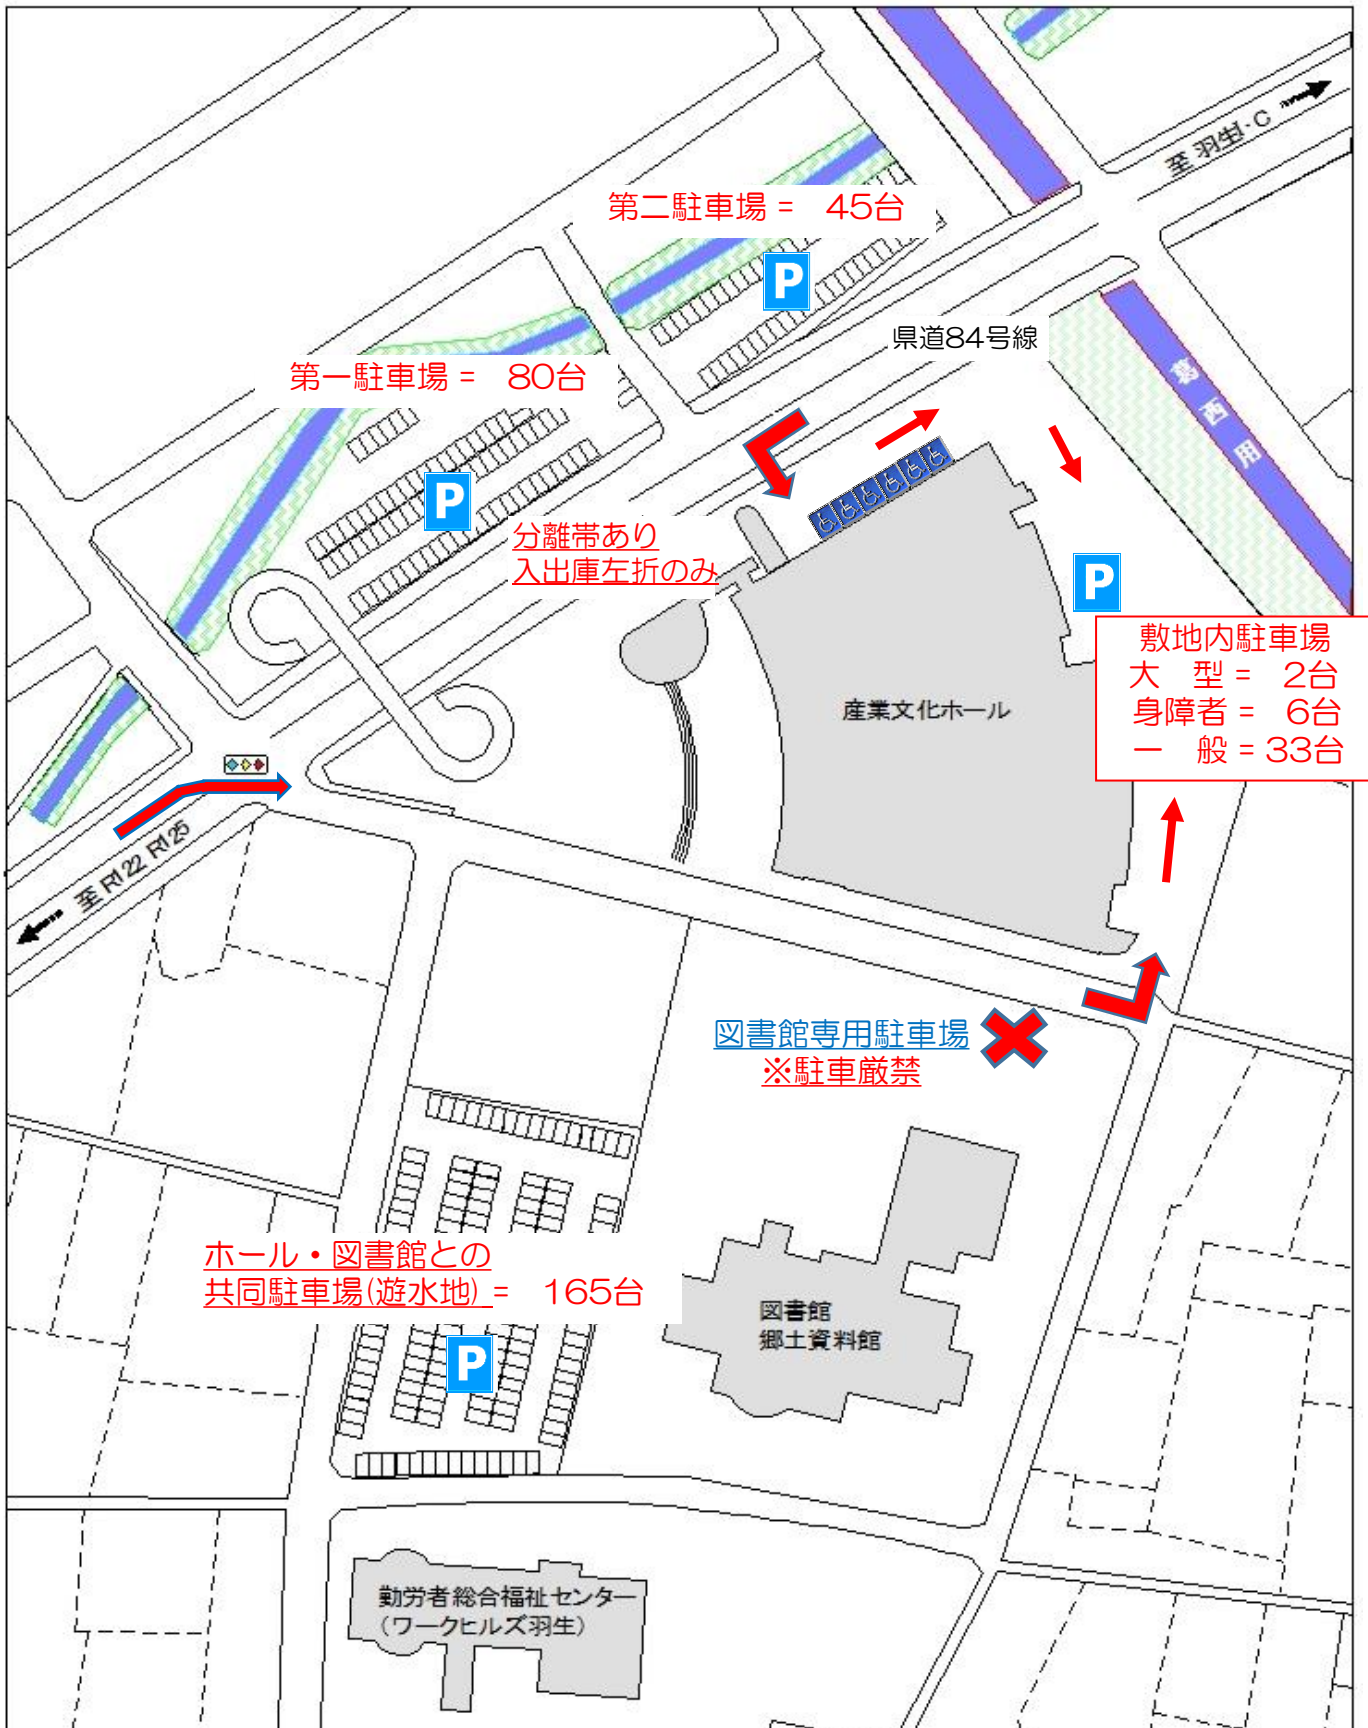 至 羽生I・C
第二駐車場 =　45台
P
県道84号線
葛西用
第一駐車場 =　80台
P
分離帯あり
入出庫左折のみ
P
敷地内駐車場
大　型 =　2台
身障者 =　6台
一　般 = 33台
産業文化ホール
至 R122 R125
図書館専用駐車場
※駐車厳禁
ホール・図書館との
共同駐車場(遊水地) =　165台
P
図書館
郷土資料館
勤労者総合福祉センター
(ワークヒルズ羽生)